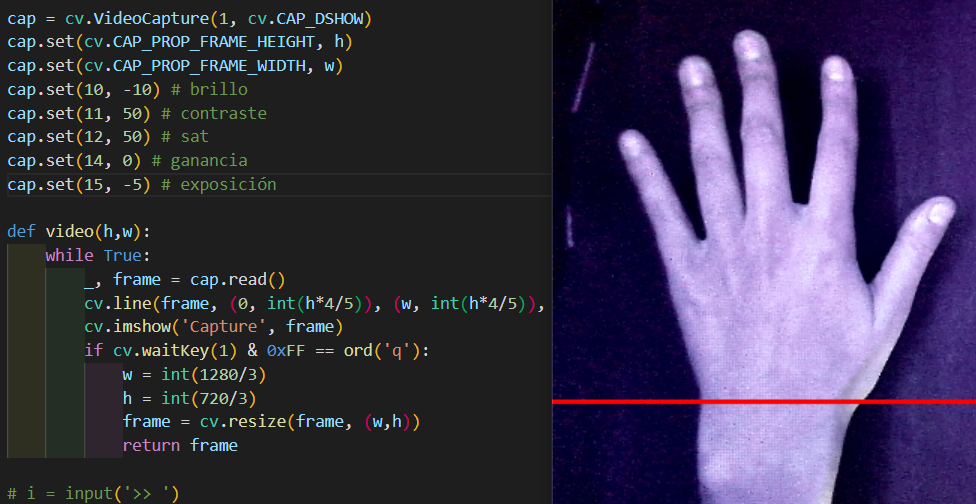 cap = cv.VideoCapture(1, cv.CAP_DSHOW)
cap.set(cv.CAP_PROP_FRAME_HEIGHT, h)
cap.set(cv.CAP_PROP_FRAME_WIDTH, w)
cap.set(10, -10) # brillo
cap.set(11, 50) # contraste
cap.set(12, 50) # sat
cap.set(14, 0) # ganancia
cap.set(15, -5) # exposición
def video(h,w):
    while True:
        _, frame = cap.read()
        cv.line(frame, (0, int(h*4/5)), (w, int(h*4/5)),
        cv.imshow('Capture', frame)
        if cv.waitKey(1) & 0xFF == ord('q'):
            w = int(1280/3)
            h = int(720/3)
            frame = cv.resize(frame, (w,h))
            return frame
# i = input('>> ')